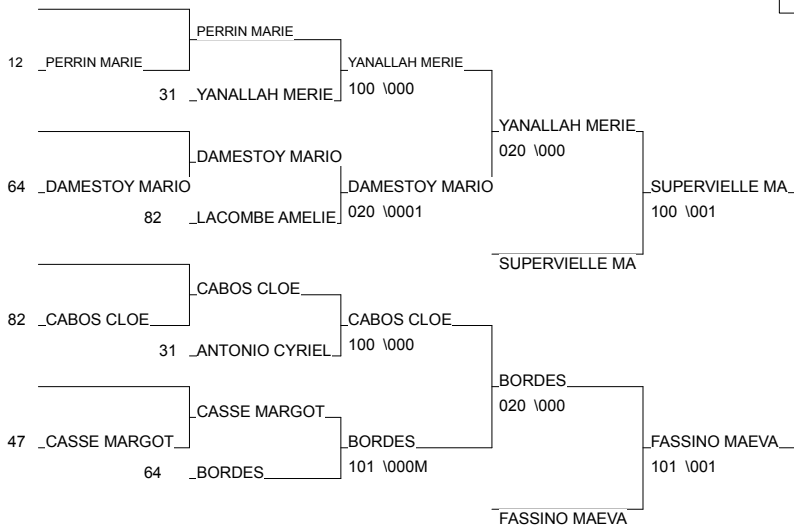 PERRIN MARIE
12 PERRIN MARIE YANALLAH MERIE
31 YANALLAH MERIE 100 \000
YANALLAH MERIE
020 \000
DAMESTOY MARIO
64 DAMESTOY MARIO DAMESTOY MARIO SUPERVIELLE MA
82 LACOMBE AMELIE 020 \0001 100 \001
SUPERVIELLE MA
CABOS CLOE
82 CABOS CLOE CABOS CLOE
31 ANTONIO CYRIEL 100 \000
BORDES
020 \000
CASSE MARGOT
47 CASSE MARGOT BORDES FASSINO MAEVA
64 BORDES 101 \000M 101 \001
FASSINO MAEVA